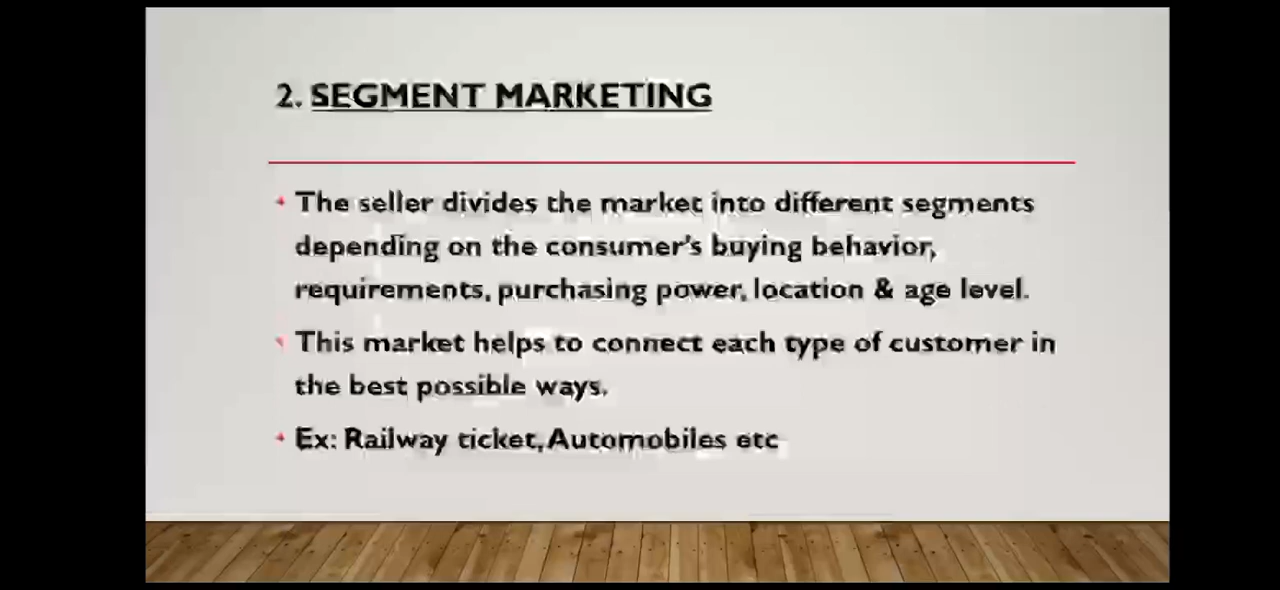 2. SEGMENT MARKETING
• The seller divides the market into different segments
depending on the consumer's buying behavior,
requirements, purchasing power, location & age level.
• This market helps to connect each type of customer in
the best possible ways.
• Ex: Railway ticket, Automobiles etc